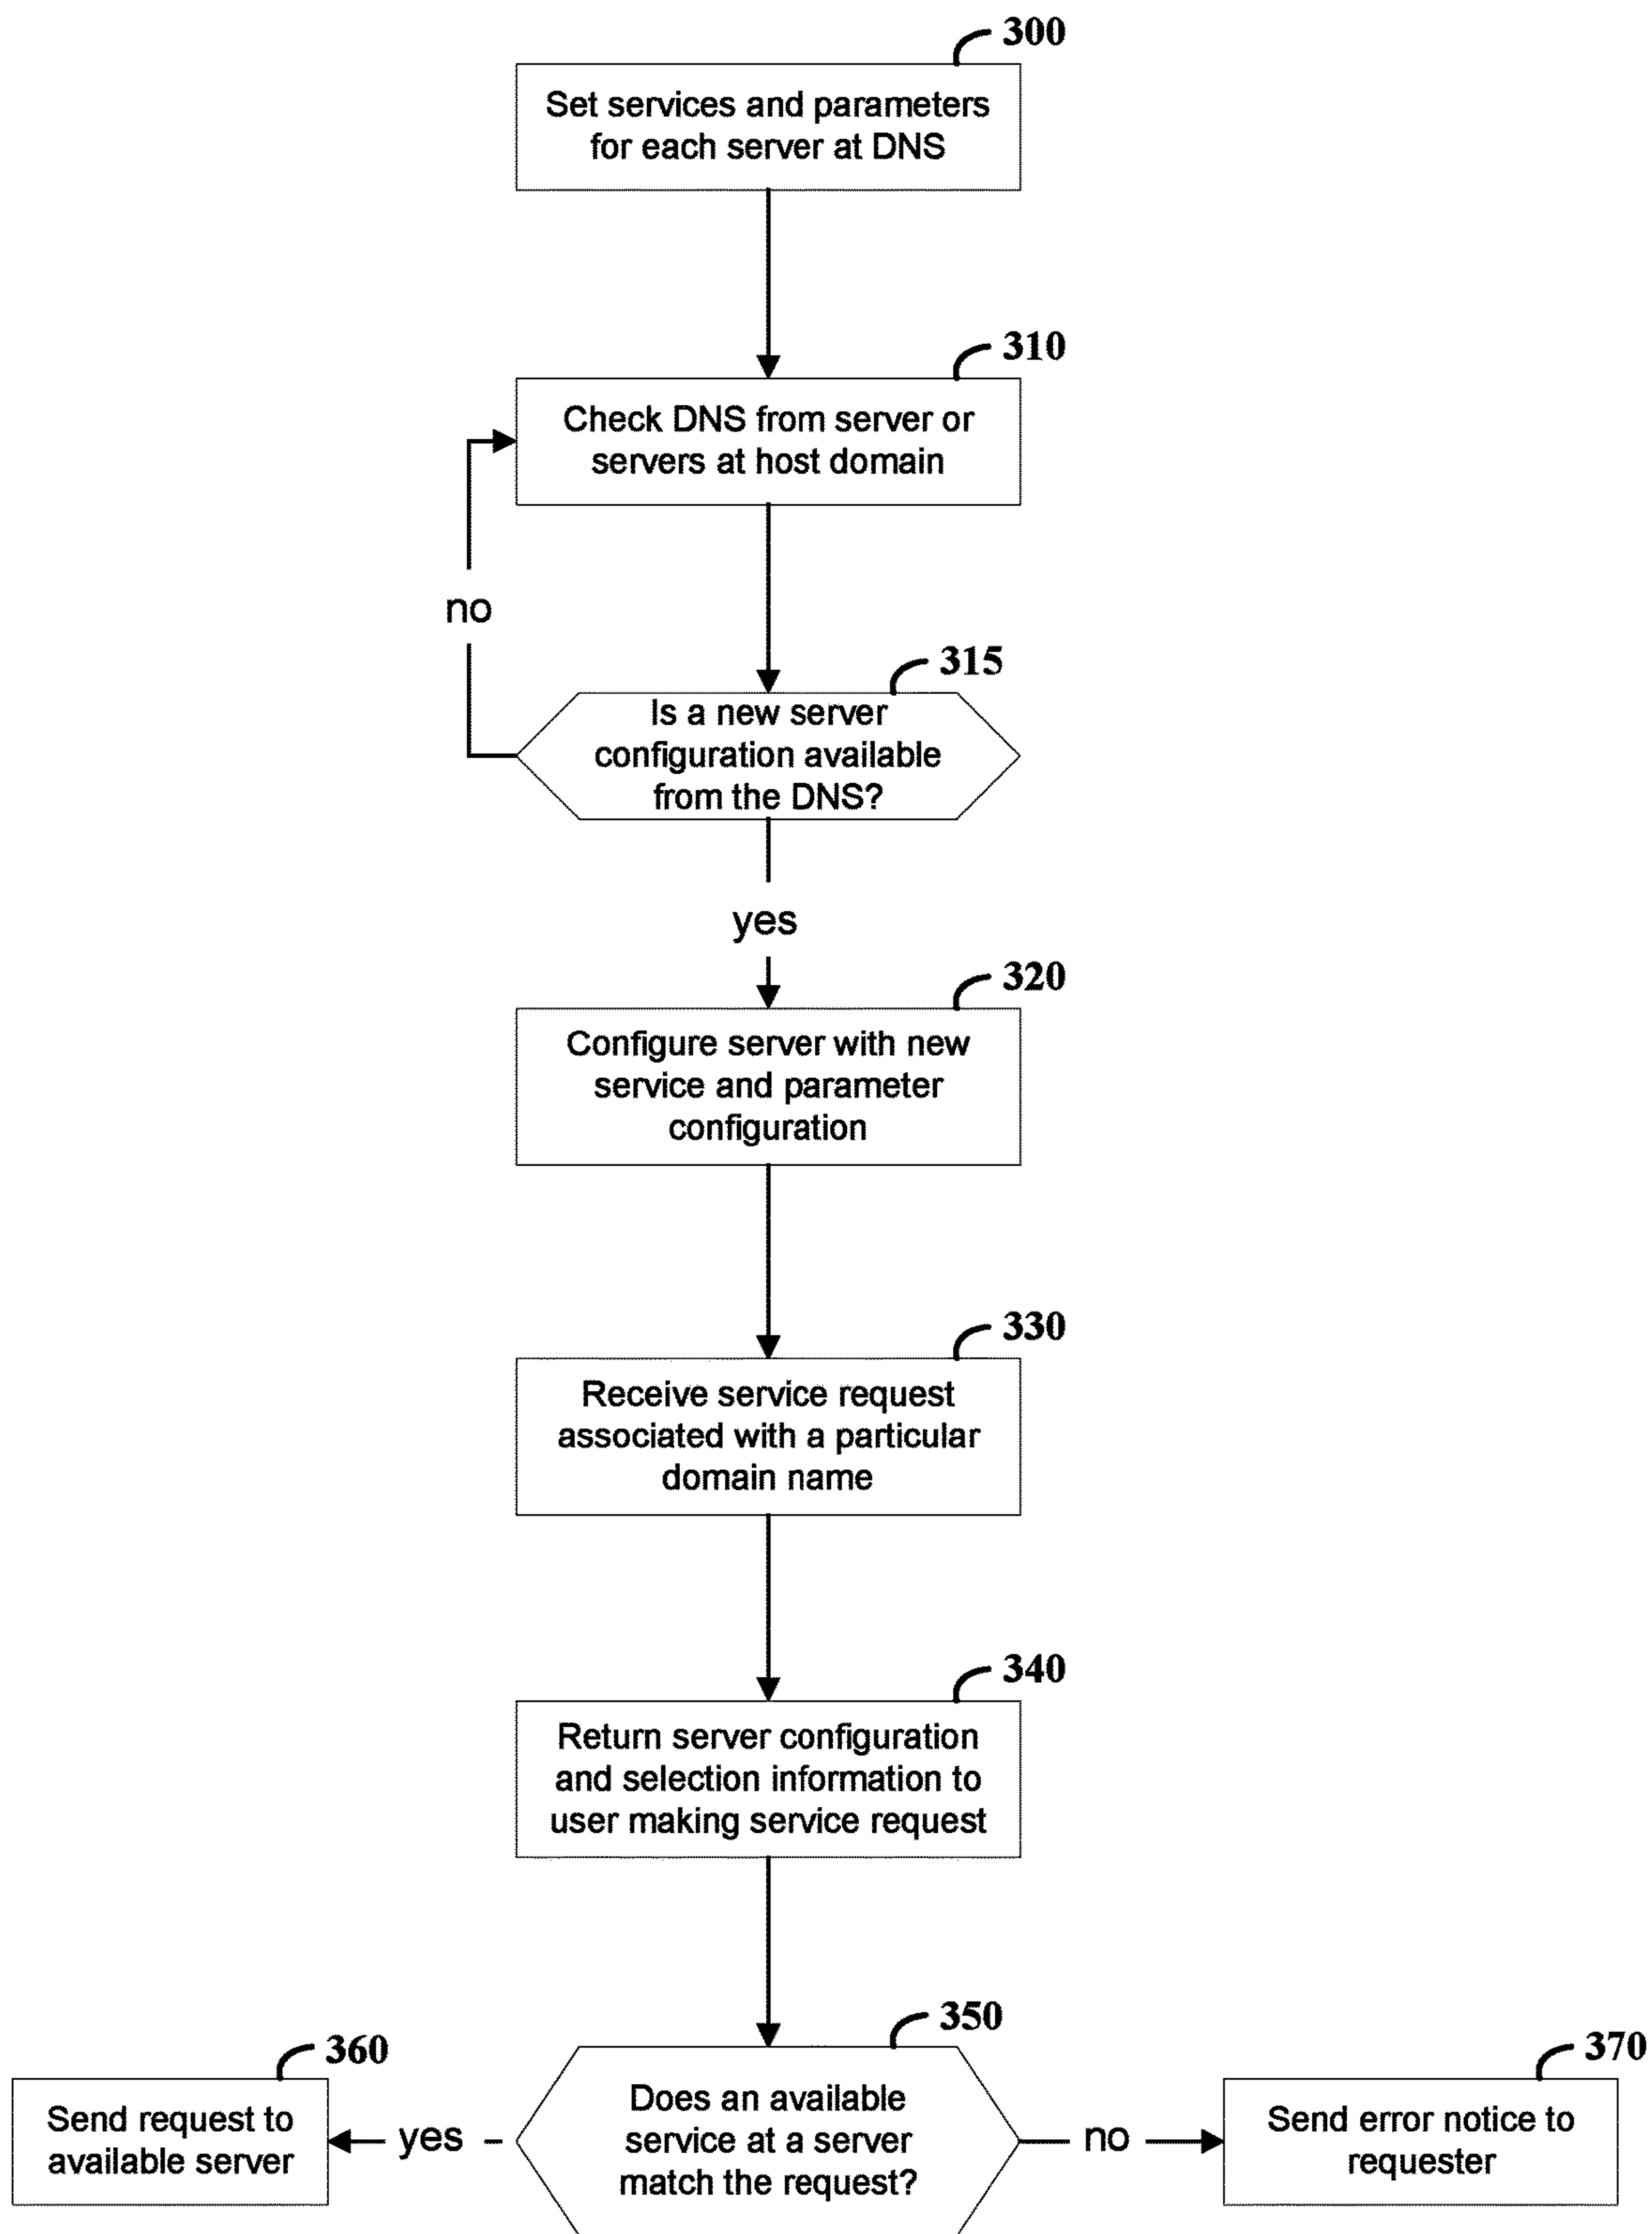 300
Set services and parameters
for each server at DNS
310
Check DNS from server or
servers at host domain
no
315
Is a new server
configuration available
from the DNS?
yes
320
Configure server with new
service and parameter
configuration
330
Receive service request
associated with a particular
domain name
340
Return server configuration
and selection information to
user making service request
350
Does an available
service at a server
match the request?
360
Send request to
available server
yes
no
370
Send error notice to
requester